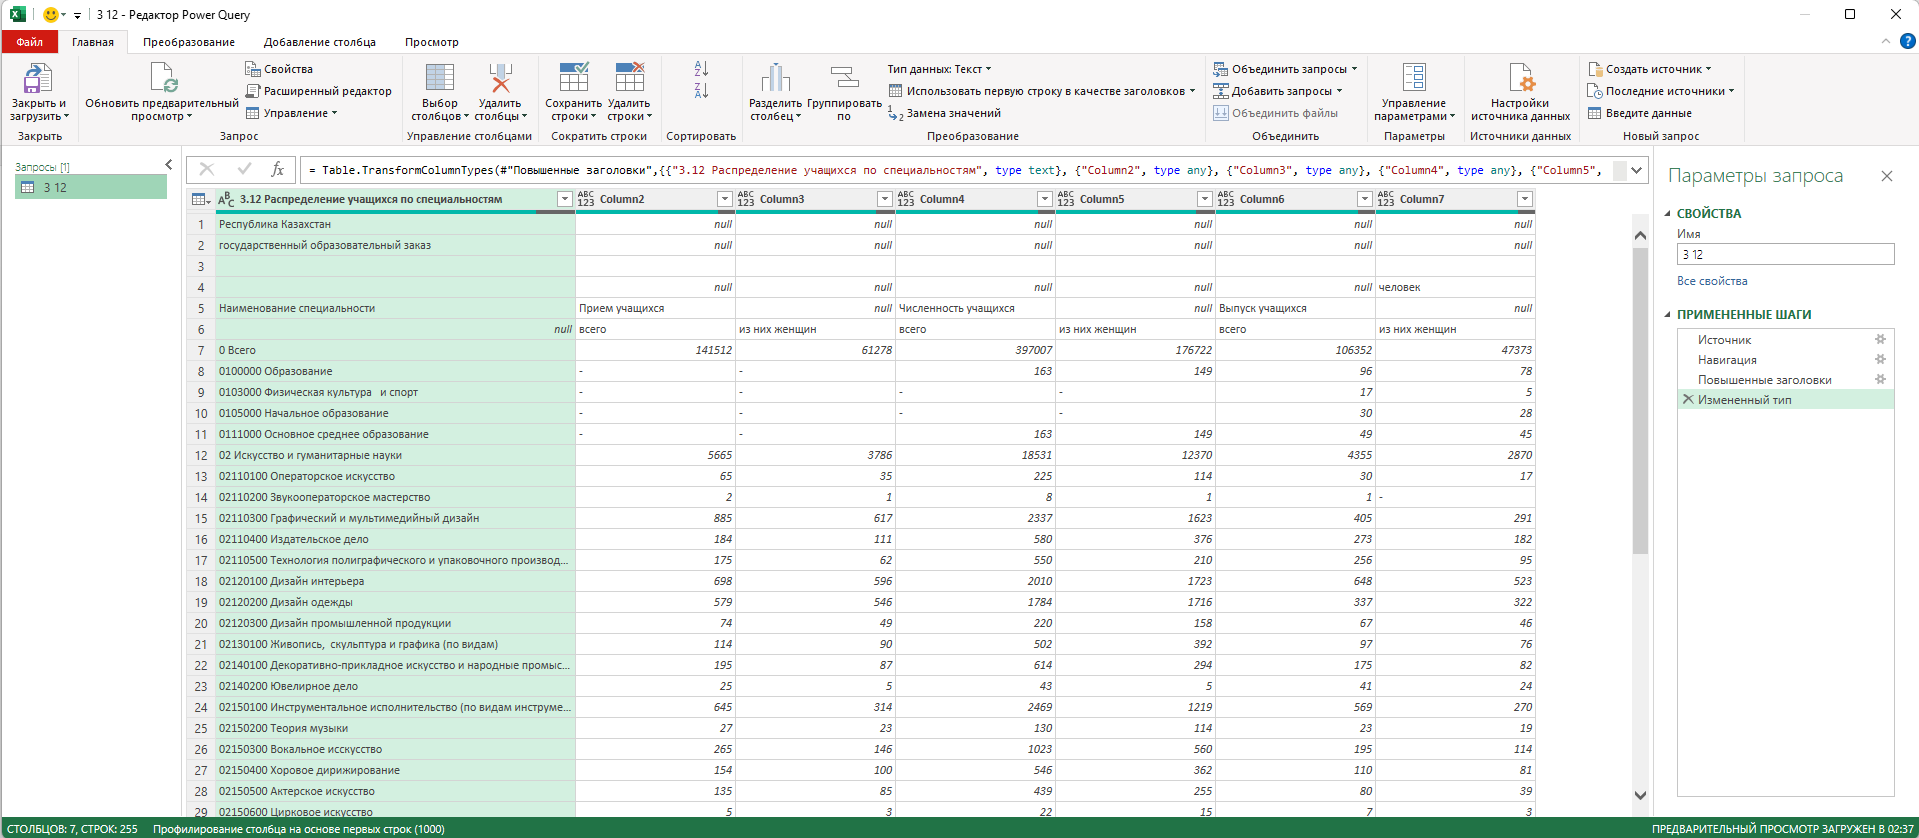 3 12 - Редактор Power Query
Файл Главная Преобразование Добавление столбца Просмотр
Закрыть и загрузить
Закрыть
Обновить предварительный просмотр
Свойства
Расширенный редактор
Управление
Запрос
Выбор столбцов
Удалить столбцы
Управление столбцами
Сохранить строки
Удалить строки
Сократить строки
Сортировать
Разделить столбец
Группировать по
Тип данных: Текст
Использовать первую строку в качестве заголовков
Замена значений
Преобразование
Объединить запросы
Добавить запросы
Объединить файлы
Объединить
Управление параметрами
Параметры
Настройки источника данных
Источники данных
Создать источник
Последние источники
Введите данные
Новый запрос
Запросы [1]
3 12
fx = Table.TransformColumnTypes(#"Повышенные заголовки",{{"3.12 Распределение учащихся по специальностям", type text}, {"Column2", type any}, {"Column3", type any}, {"Column4", type any}, {"Column5",
ABC 3.12 Распределение учащихся по специальностям ABC 123 Column2 ABC 123 Column3 ABC 123 Column4 ABC 123 Column5 ABC 123 Column6 ABC 123 Column7
1 Республика Казахстан null null null null null null
2 государственный образовательный заказ null null null null null null
3
4 null null null null null человек
5 Наименование специальности Прием учащихся null Численность учащихся null Выпуск учащихся null
6 null всего из них женщин всего из них женщин всего из них женщин
7 0 Всего 141512 61278 397007 176722 106352 47373
8 0100000 Образование - - 163 149 96 78
9 0103000 Физическая культура и спорт - - - - 17 5
10 0105000 Начальное образование - - - - 30 28
11 0111000 Основное среднее образование - - 163 149 49 45
12 02 Искусство и гуманитарные науки 5665 3786 18531 12370 4355 2870
13 02110100 Операторское искусство 65 35 225 114 30 17
14 02110200 Звукооператорское мастерство 2 1 8 1 1 -
15 02110300 Графический и мультимедийный дизайн 885 617 2337 1623 405 291
16 02110400 Издательское дело 184 111 580 376 273 182
17 02110500 Технология полиграфического и упаковочного производ... 175 62 550 210 256 95
18 02120100 Дизайн интерьера 698 596 2010 1723 648 523
19 02120200 Дизайн одежды 579 546 1784 1716 337 322
20 02120300 Дизайн промышленной продукции 74 49 220 158 67 46
21 02130100 Живопись, скульптура и графика (по видам) 114 90 502 392 97 76
22 02140100 Декоративно-прикладное искусство и народные промыс... 195 87 614 294 175 82
23 02140200 Ювелирное дело 25 5 43 5 41 24
24 02150100 Инструментальное исполнительство (по видам инструме... 645 314 2469 1219 569 270
25 02150200 Теория музыки 27 23 130 114 23 19
26 02150300 Вокальное исскусство 265 146 1023 560 195 114
27 02150400 Хоровое дирижирование 154 100 546 362 110 81
28 02150500 Актерское искусство 135 85 439 255 80 39
29 02150600 Цирковое искусство 5 3 22 15 7 3
Параметры запроса
СВОЙСТВА
Имя
3 12
Все свойства
ПРИМЕНЕННЫЕ ШАГИ
Источник
Навигация
Повышенные заголовки
Измененный тип
СТОЛБЦОВ: 7, СТРОК: 255 Профилирование столбца на основе первых строк (1000) ПРЕДВАРИТЕЛЬНЫЙ ПРОСМОТР ЗАГРУЖЕН В 02:37